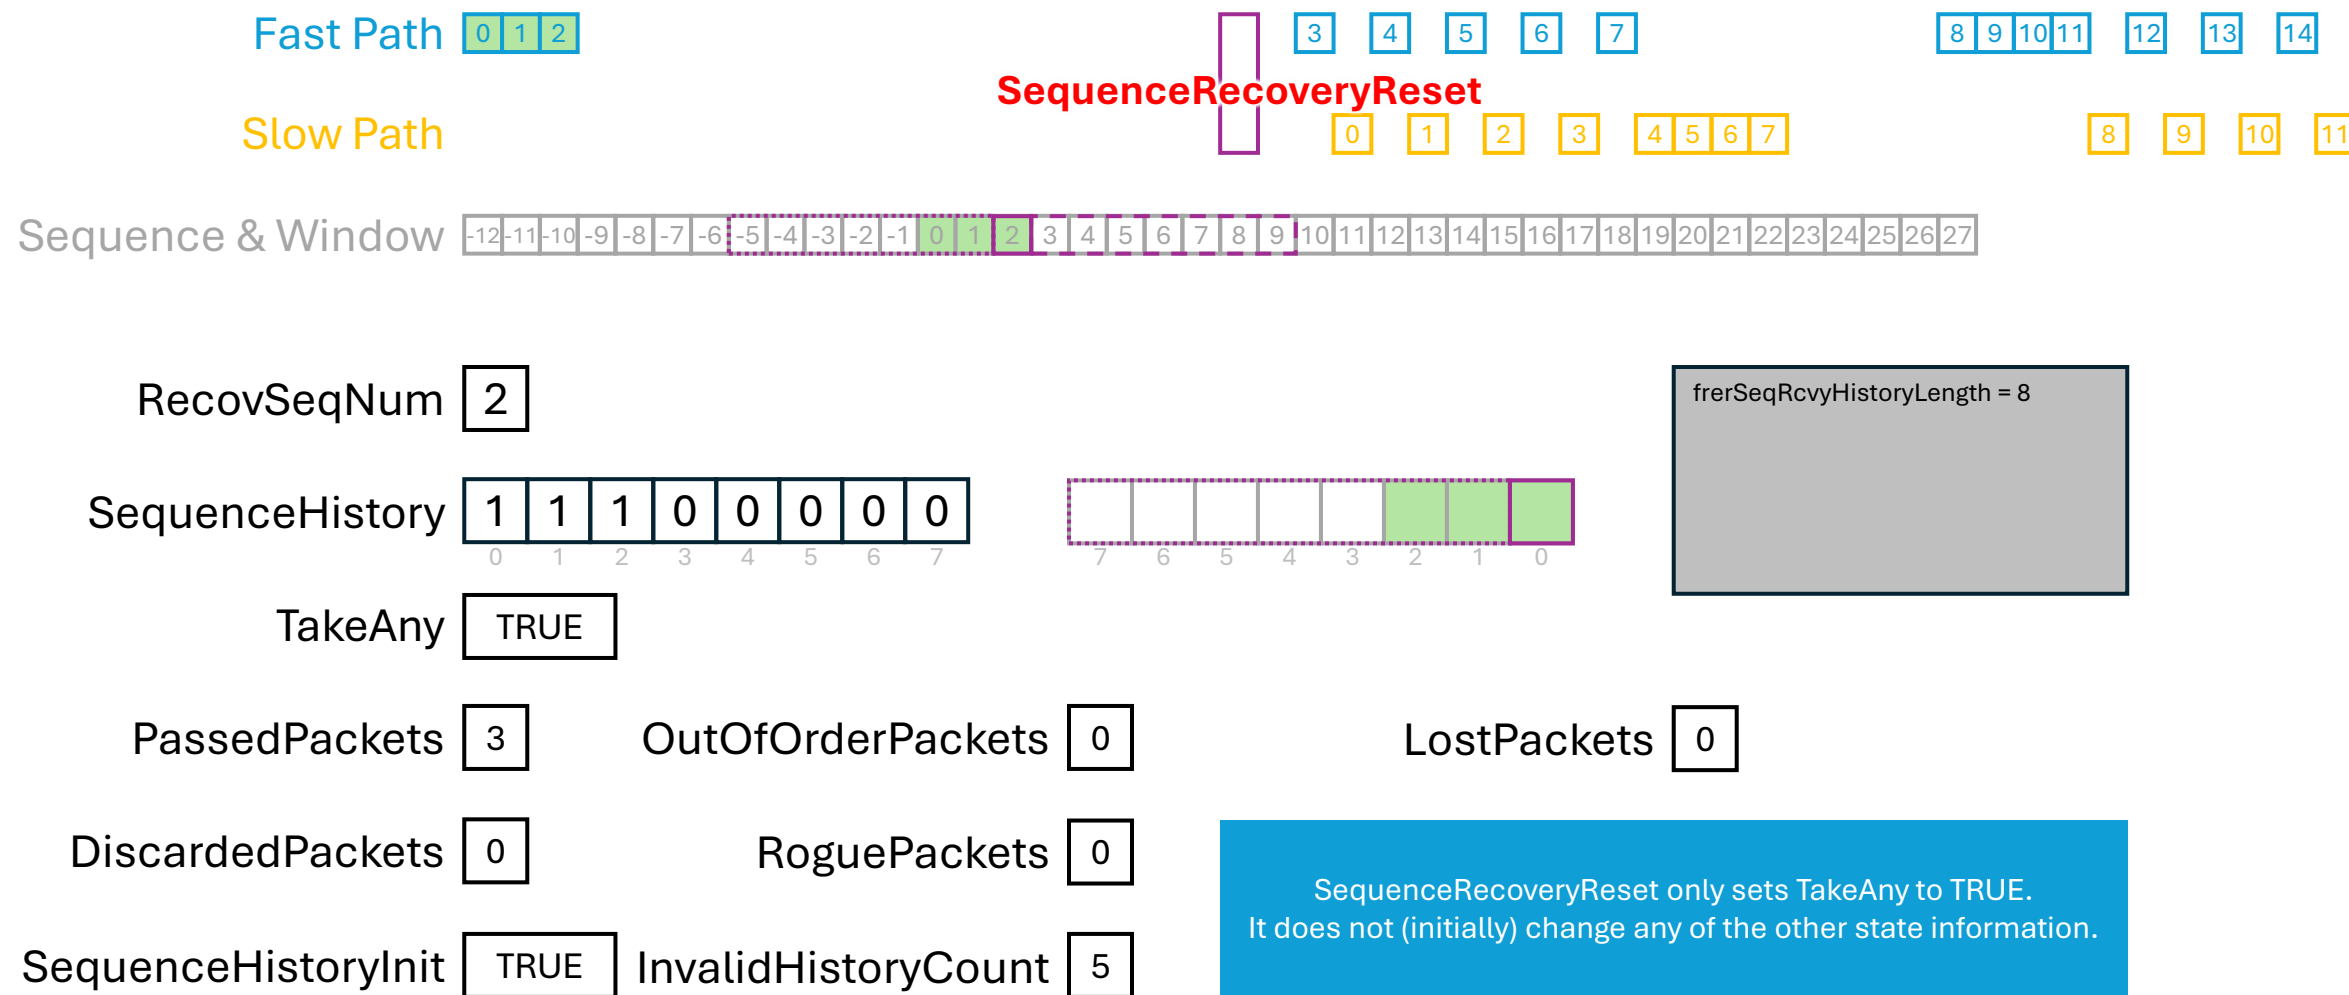 Fast Path 0 1 2 3 4 5 6 7 8 9 10 11 12 13 14
SequenceRecoveryReset
Slow Path 0 1 2 3 4 5 6 7 8 9 10 11
Sequence & Window -12 -11 -10 -9 -8 -7 -6 -5 -4 -3 -2 -1 0 1 2 3 4 5 6 7 8 9 10 11 12 13 14 15 16 17 18 19 20 21 22 23 24 25 26 27
RecovSeqNum 2
frerSeqRcvyHistoryLength = 8
SequenceHistory 1 1 1 0 0 0 0 0
0 1 2 3 4 5 6 7 7 6 5 4 3 2 1 0
TakeAny TRUE
PassedPackets 3 OutOfOrderPackets 0 LostPackets 0
DiscardedPackets 0 RoguePackets 0
SequenceRecoveryReset only sets TakeAny to TRUE.
It does not (initially) change any of the other state information.
SequenceHistoryInit TRUE InvalidHistoryCount 5